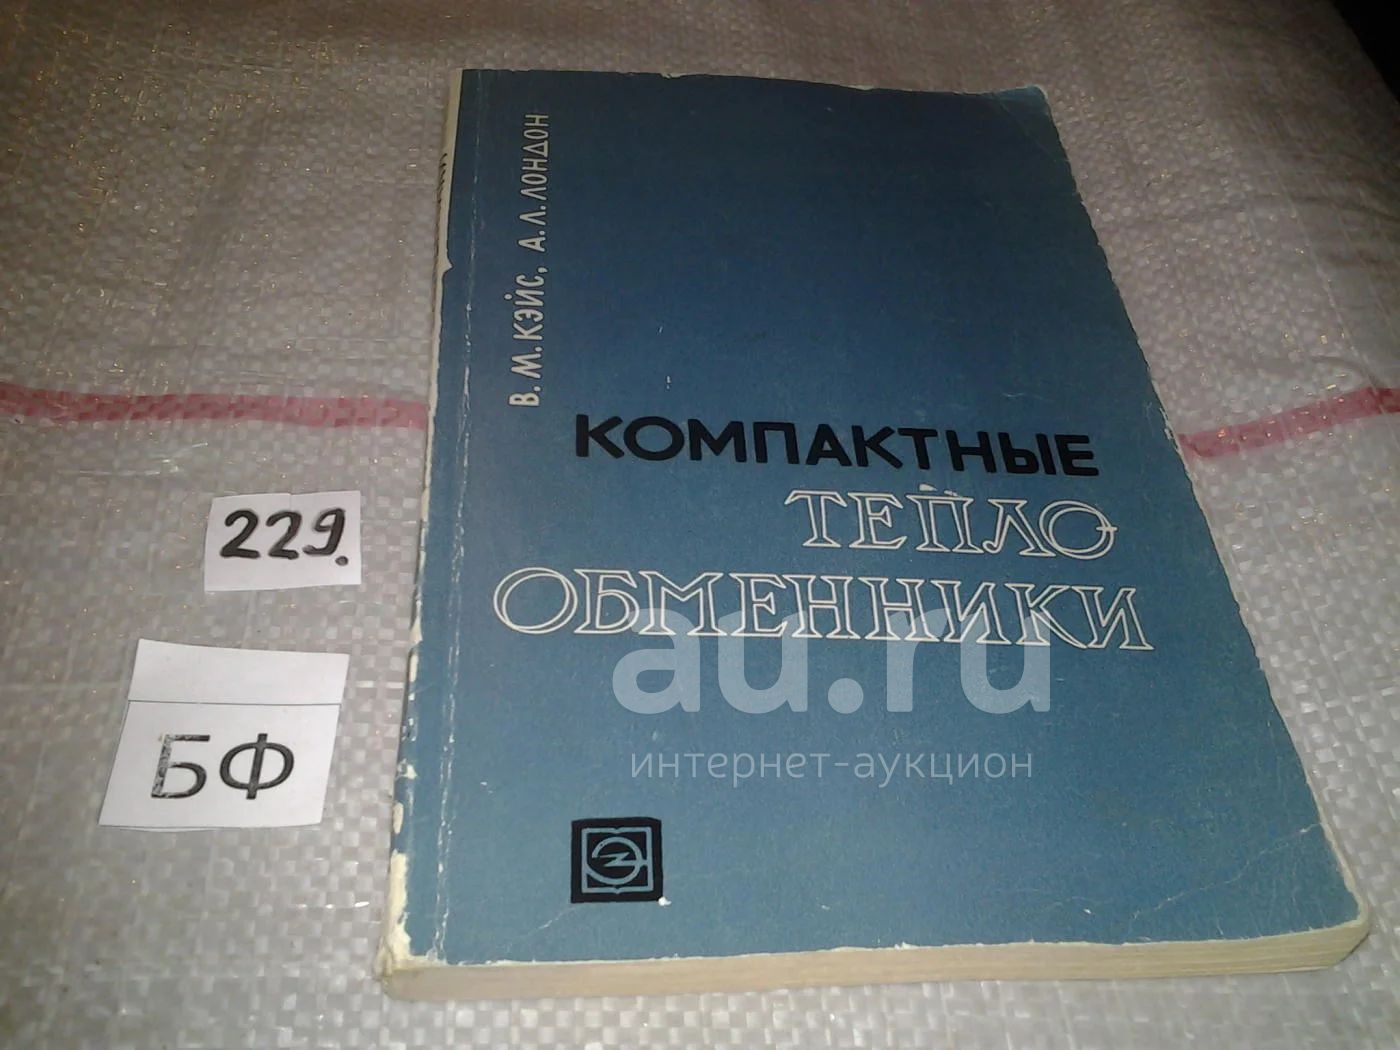 В. М. КЭЙС, А. Л. ЛОНДОН
КОМПАКТНЫЕ
ТЕПЛО
ОБМЕННИКИ
229.
БФ
au.ru
интернет-аукцион